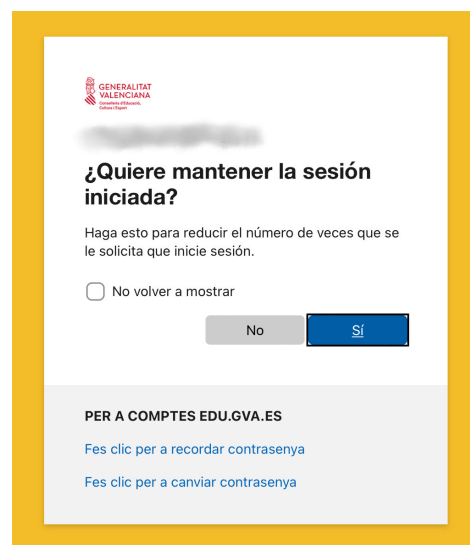 GENERALITAT
VALENCIANA
Conselleria d'Educació,
Cultura i Esport
¿Quiere mantener la sesión
iniciada?
Haga esto para reducir el número de veces que se
le solicita que inicie sesión.
No volver a mostrar
No Sí
PER A COMPTES EDU.GVA.ES
Fes clic per a recordar contrasenya
Fes clic per a canviar contrasenya